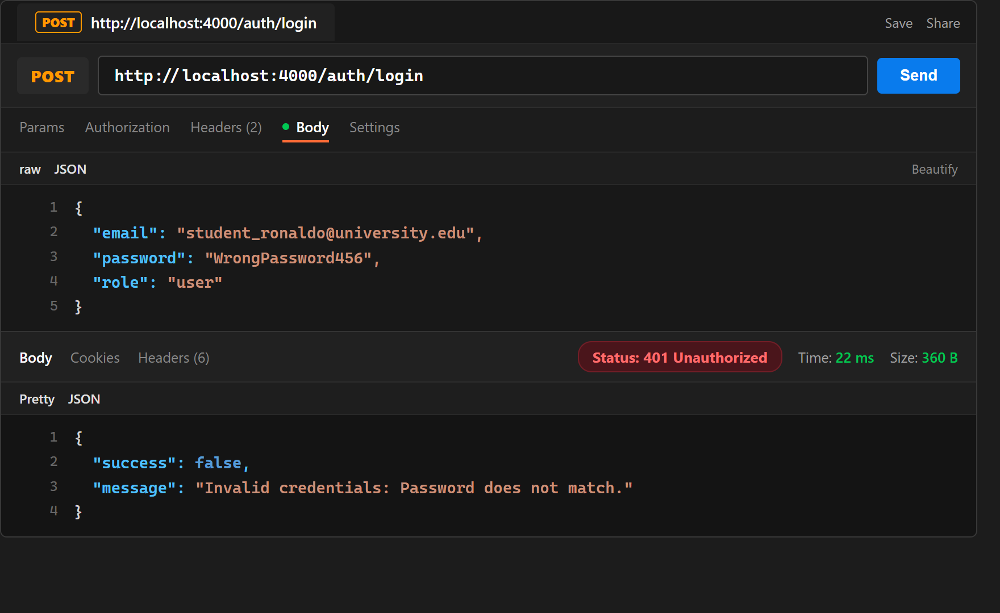 POST http://localhost:4000/auth/login Save Share
POST http://localhost:4000/auth/login Send
Params Authorization Headers (2) Body Settings
raw JSON Beautify
1 {
2 "email": "student_ronaldo@university.edu",
3 "password": "WrongPassword456",
4 "role": "user"
5 }
Body Cookies Headers (6) Status: 401 Unauthorized Time: 22 ms Size: 360 B
Pretty JSON
1 {
2 "success": false,
3 "message": "Invalid credentials: Password does not match."
4 }